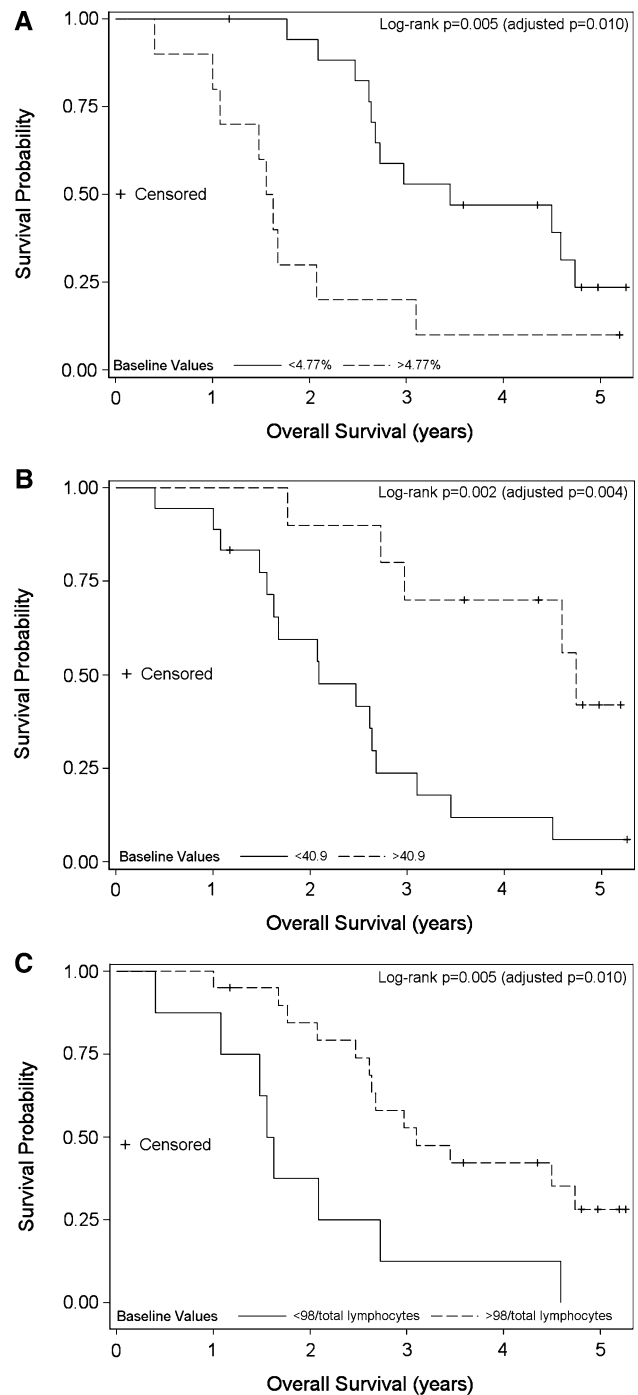 A
Log-rank p=0.005 (adjusted p=0.010)
1.00
0.75
0.50
0.25
0.00
Survival Probability
+ Censored
Baseline Values <4.77% >4.77%
0 1 2 3 4 5
Overall Survival (years)
B
Log-rank p=0.002 (adjusted p=0.004)
1.00
0.75
0.50
0.25
0.00
Survival Probability
+ Censored
Baseline Values <40.9 >40.9
0 1 2 3 4 5
Overall Survival (years)
C
Log-rank p=0.005 (adjusted p=0.010)
1.00
0.75
0.50
0.25
0.00
Survival Probability
+ Censored
Baseline Values <98/total lymphocytes >98/total lymphocytes
0 1 2 3 4 5
Overall Survival (years)